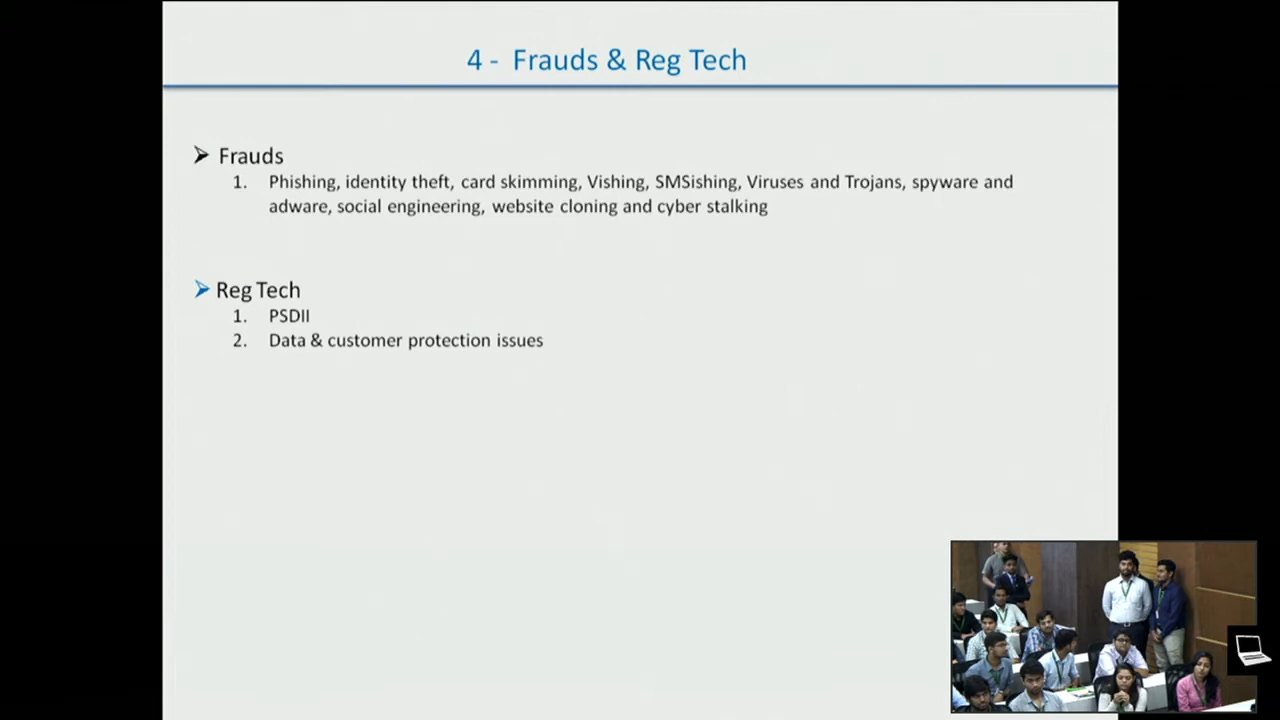 4 - Frauds & Reg Tech
➢ Frauds
1. Phishing, identity theft, card skimming, Vishing, SMSishing, Viruses and Trojans, spyware and
adware, social engineering, website cloning and cyber stalking
➢ Reg Tech
1. PSDII
2. Data & customer protection issues